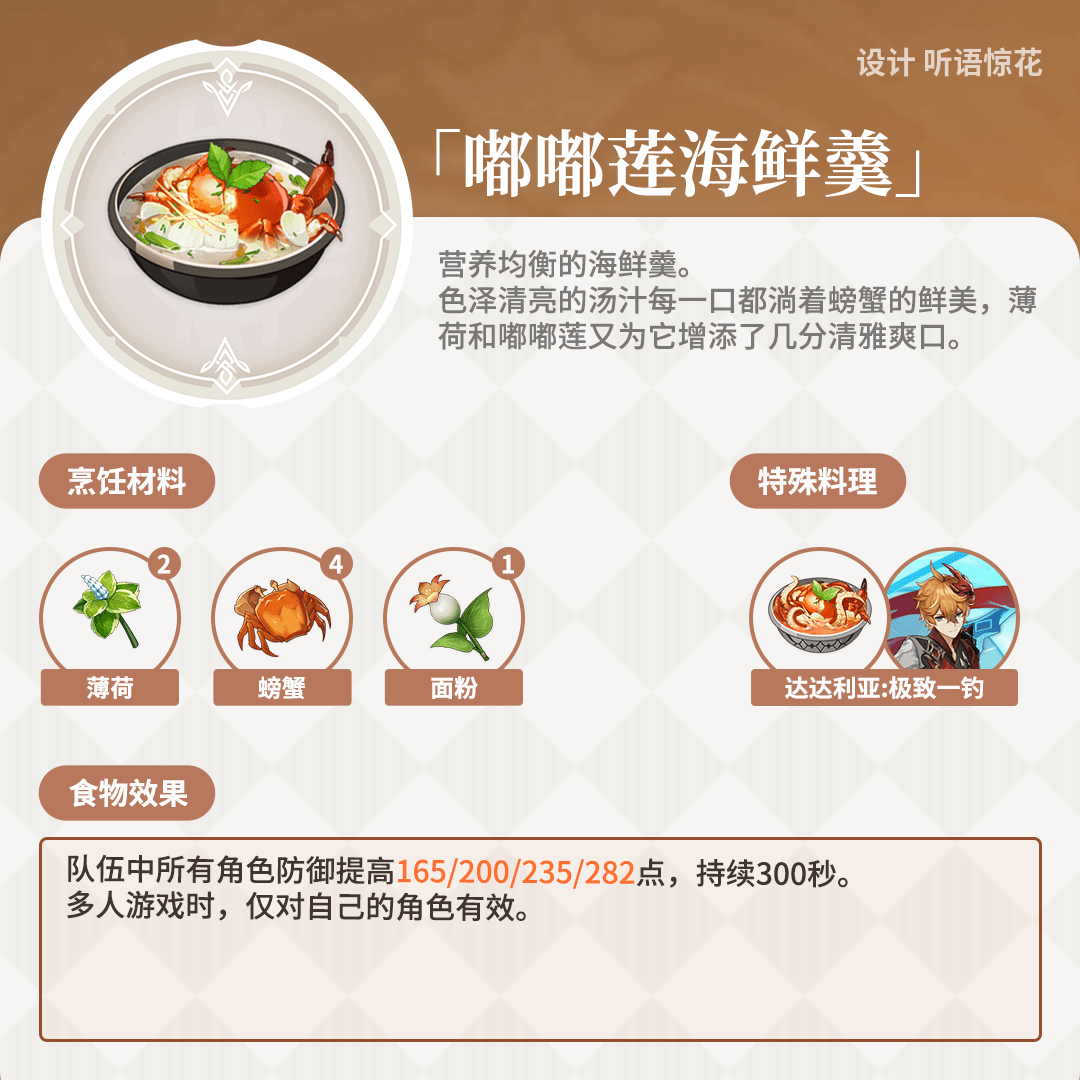 设计 听语惊花
「嘟嘟莲海鲜羹」
营养均衡的海鲜羹。
色泽清亮的汤汁每一口都淌着螃蟹的鲜美，薄
荷和嘟嘟莲又为它增添了几分清雅爽口。
烹饪材料
特殊料理
2
4
1
薄荷
螃蟹
面粉
达达利亚:极致一钓
食物效果
队伍中所有角色防御提高165/200/235/282点，持续300秒。
多人游戏时，仅对自己的角色有效。